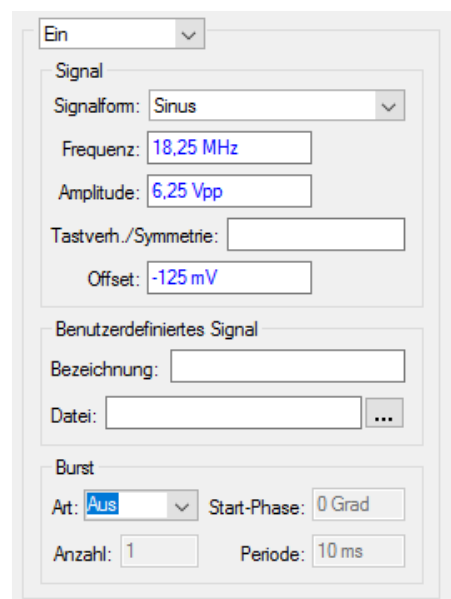 Ein
Signal
Signalform: Sinus
Frequenz: 18,25 MHz
Amplitude: 6,25 Vpp
Tastverh./Symmetrie:
Offset: -125 mV
Benutzerdefiniertes Signal
Bezeichnung:
Datei: ...
Burst
Art: Aus Start-Phase: 0 Grad
Anzahl: 1 Periode: 10 ms